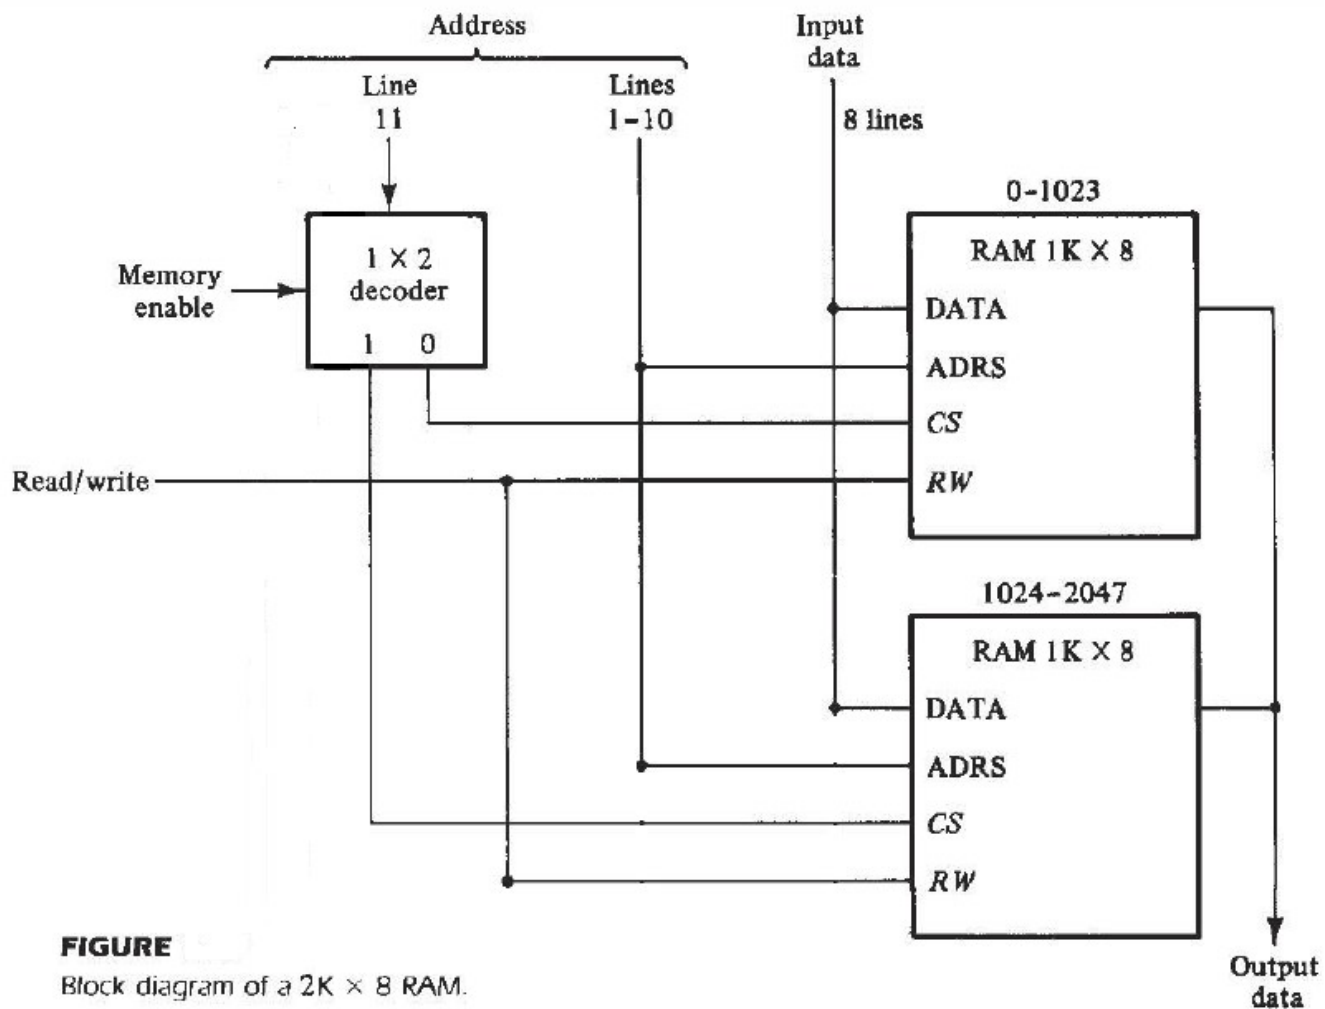 Address
Line
11
Lines
1-10
Input
data
8 lines
0-1023
RAM 1K × 8
DATA
ADRS
CS
RW
1 × 2
decoder
1 0
Memory
enable
Read/write
1024-2047
RAM 1K × 8
DATA
ADRS
CS
RW
Output
data
FIGURE
Block diagram of a 2K × 8 RAM.